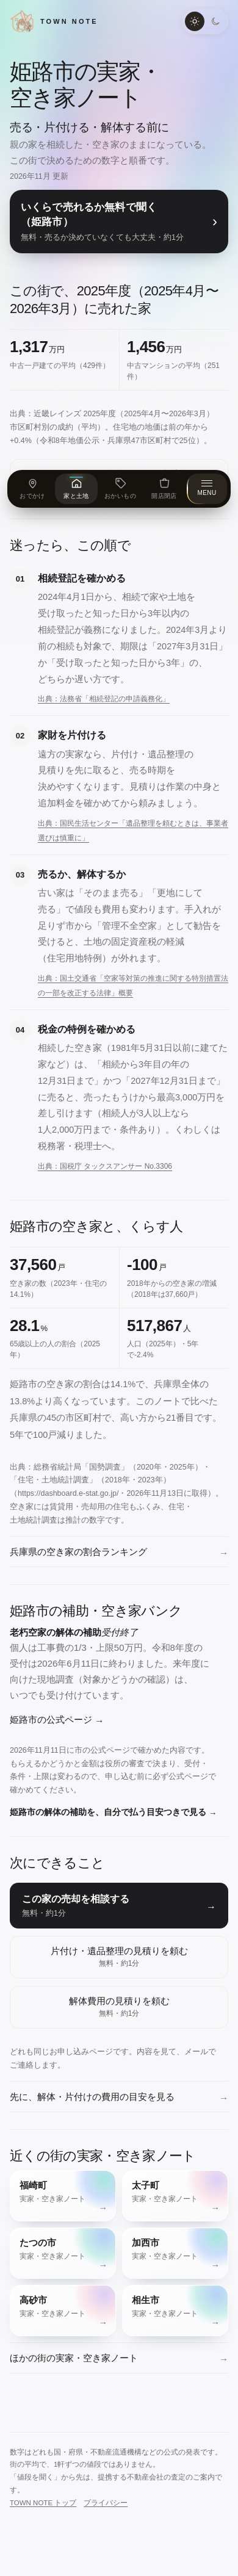 TOWN NOTE
姫路市の実家・
空き家ノート
売る・片付ける・解体する前に
親の家を相続した・空き家のままになっている。
この街で決めるための数字と順番です。
2026年11月 更新
いくらで売れるか無料で聞く
（姫路市）
無料・売るか決めていなくても大丈夫・約1分
この街で、2025年度（2025年4月〜
2026年3月）に売れた家
1,317万円
中古一戸建ての平均（429件）
1,456万円
中古マンションの平均（251
件）
出典：近畿レインズ 2025年度（2025年4月〜2026年3月）
市区町村別の成約（平均）。住宅地の地価は前の年から
+0.4%（令和8年地価公示・兵庫県47市区町村で25位）。
おでかけ
家と土地
おかいもの
開店閉店
MENU
迷ったら、この順で
01
相続登記を確かめる
2024年4月1日から、相続で家や土地を
受け取ったと知った日から3年以内の
相続登記が義務になりました。2024年3月より
前の相続も対象で、期限は「2027年3月31日」
か「受け取ったと知った日から3年」の、
どちらか遅い方です。
出典：法務省「相続登記の申請義務化」
02
家財を片付ける
遠方の実家なら、片付け・遺品整理の
見積りを先に取ると、売る時期を
決めやすくなります。見積りは作業の中身と
追加料金を確かめてから頼みましょう。
出典：国民生活センター「遺品整理を頼むときは、事業者
選びは慎重に」
03
売るか、解体するか
古い家は「そのまま売る」「更地にして
売る」で値段も費用も変わります。手入れが
足りず市から「管理不全空家」として勧告を
受けると、土地の固定資産税の軽減
（住宅用地特例）が外れます。
出典：国土交通省「空家等対策の推進に関する特別措置法
の一部を改正する法律」概要
04
税金の特例を確かめる
相続した空き家（1981年5月31日以前に建てた
家など）は、「相続から3年目の年の
12月31日まで」かつ「2027年12月31日まで」
に売ると、売ったもうけから最高3,000万円を
差し引けます（相続人が3人以上なら
1人2,000万円まで・条件あり）。くわしくは
税務署・税理士へ。
出典：国税庁 タックスアンサー No.3306
姫路市の空き家と、くらす人
37,560戸
空き家の数（2023年・住宅の
14.1%）
-100戸
2018年からの空き家の増減
（2018年は37,660戸）
28.1%
65歳以上の人の割合（2025
年）
517,867人
人口（2025年）・5年
で-2.4%
姫路市の空き家の割合は14.1%で、兵庫県全体の
13.8%より高くなっています。このノートで比べた
兵庫県の45の市区町村で、高い方から21番目です。
5年で100戸減りました。
出典：総務省統計局「国勢調査」（2020年・2025年）・
「住宅・土地統計調査」（2018年・2023年）
（https://dashboard.e-stat.go.jp/・2026年11月13日に取得）。
空き家には賃貸用・売却用の住宅もふくみ、住宅・
土地統計調査は推計の数字です。
兵庫県の空き家の割合ランキング →
姫路市の補助・空き家バンク
老朽空家の解体の補助受付終了
個人は工事費の1/3・上限50万円。令和8年度の
受付は2026年6月11日に終わりました。来年度に
向けた現地調査（対象かどうかの確認）は、
いつでも受け付けています。
姫路市の公式ページ →
2026年11月11日に市の公式ページで確かめた内容です。
もらえるかどうかと金額は役所の審査で決まり、受付・
条件・上限は変わるので、申し込む前に必ず公式ページで
確かめてください。
姫路市の解体の補助を、自分で払う目安つきで見る →
次にできること
この家の売却を相談する
無料・約1分 →
片付け・遺品整理の見積りを頼む
無料・約1分
解体費用の見積りを頼む
無料・約1分
どれも同じお申し込みページです。内容を見て、メールで
ご連絡します。
先に、解体・片付けの費用の目安を見る →
近くの街の実家・空き家ノート
福崎町
実家・空き家ノート →
太子町
実家・空き家ノート →
たつの市
実家・空き家ノート →
加西市
実家・空き家ノート →
高砂市
実家・空き家ノート →
相生市
実家・空き家ノート →
ほかの街の実家・空き家ノート →
数字はどれも国・府県・不動産流通機構などの公式の発表です。
街の平均で、1軒ずつの値段ではありません。
「値段を聞く」から先は、提携する不動産会社の査定のご案内で
す。
TOWN NOTE トップ プライバシー